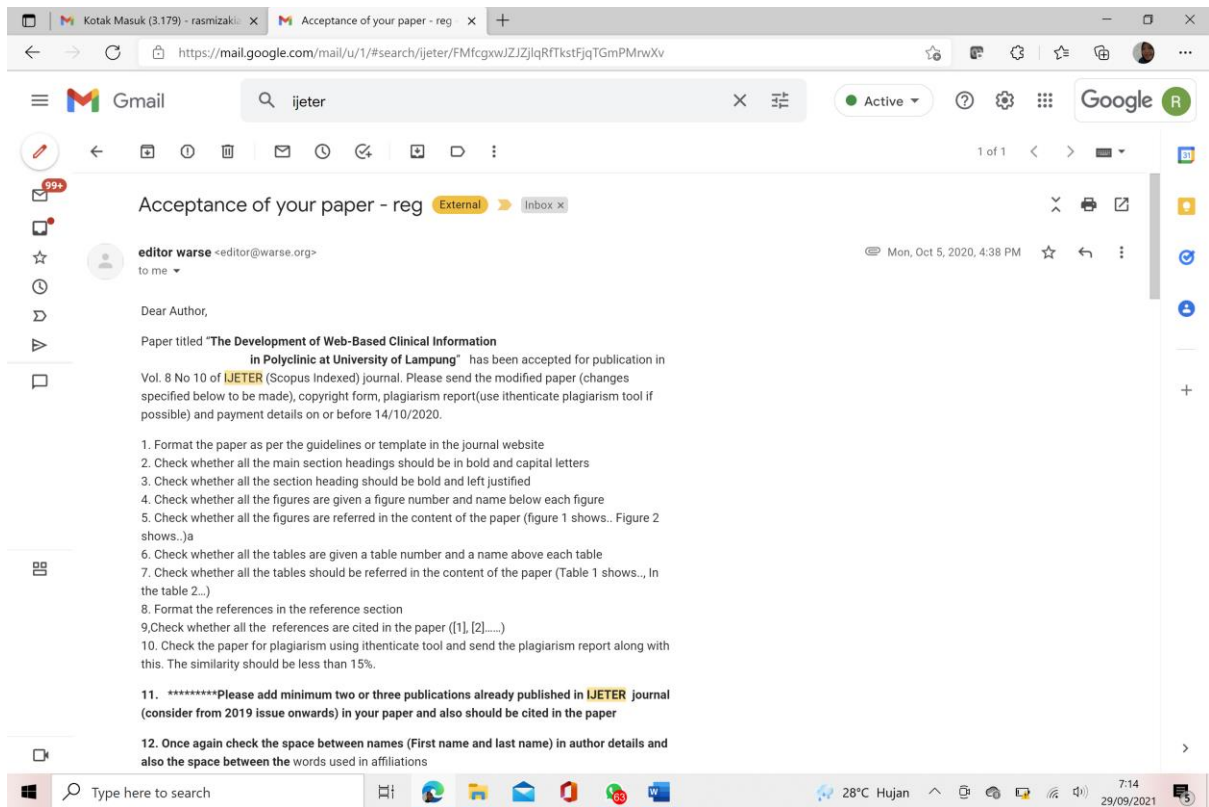 Kotak Masuk (3.179) - rasmizakia
Acceptance of your paper - reg
https://mail.google.com/mail/u/1/#search/ijeter/FMfcgxwJZJZjlqRfTkstFjqTGmPMrwXv
Gmail
ijeter
Active
Google
R
1 of 1
31
99+
Acceptance of your paper - reg External Inbox x
editor warse <editor@warse.org>
Mon, Oct 5, 2020, 4:38 PM
to me
Dear Author,
Paper titled “The Development of Web-Based Clinical Information
in Polyclinic at University of Lampung” has been accepted for publication in
Vol. 8 No 10 of IJETER (Scopus Indexed) journal. Please send the modified paper (changes
specified below to be made), copyright form, plagiarism report(use ithenticate plagiarism tool if
possible) and payment details on or before 14/10/2020.
1. Format the paper as per the guidelines or template in the journal website
2. Check whether all the main section headings should be in bold and capital letters
3. Check whether all the section heading should be bold and left justified
4. Check whether all the figures are given a figure number and name below each figure
5. Check whether all the figures are referred in the content of the paper (figure 1 shows.. Figure 2
shows..)a
6. Check whether all the tables are given a table number and a name above each table
7. Check whether all the tables should be referred in the content of the paper (Table 1 shows.., In
the table 2…)
8. Format the references in the reference section
9,Check whether all the references are cited in the paper ([1], [2]……)
10. Check the paper for plagiarism using ithenticate tool and send the plagiarism report along with
this. The similarity should be less than 15%.
11. *********Please add minimum two or three publications already published in IJETER journal
(consider from 2019 issue onwards) in your paper and also should be cited in the paper
12. Once again check the space between names (First name and last name) in author details and
also the space between the words used in affiliations
Type here to search
63
28°C Hujan
7:14
29/09/2021
5